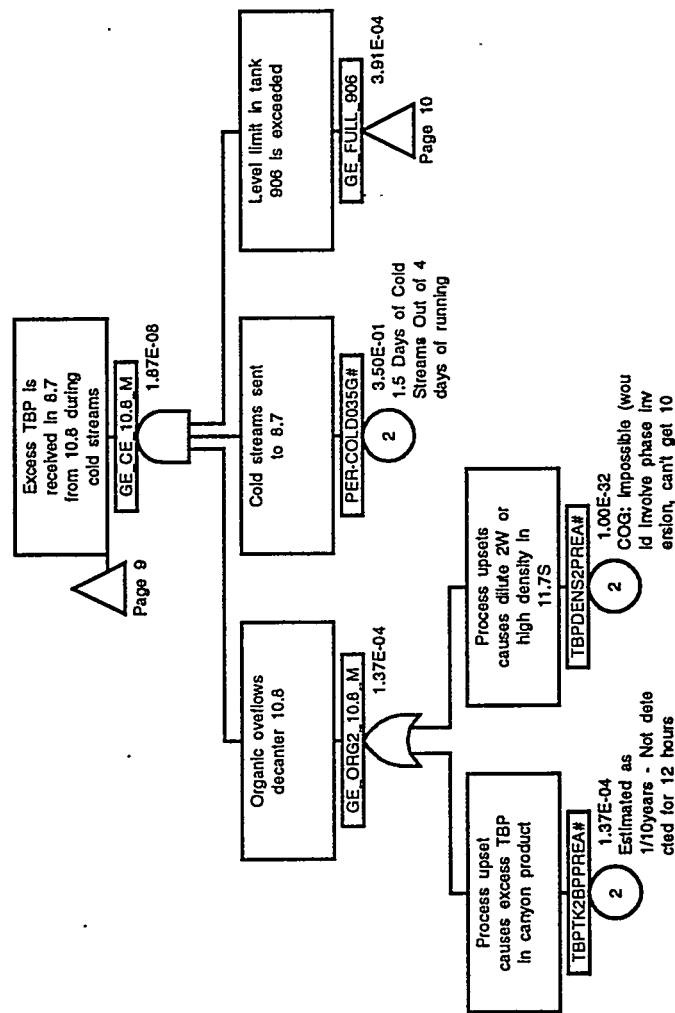 Excess TBP is
received in 8.7
from 10.8 during
cold streams
GE_CE_10.8_M
1.87E-08
Page 9
Organic oveflows
decanter 10.8
GE_ORG2_10.8_M
1.37E-04
Cold streams sent
to 8.7
PER-COLD035G#
2
3.50E-01
1.5 Days of Cold
Streams Out of 4
days of running
Level limit in tank
906 is exceeded
GE_FULL_906
3.91E-04
Page 10
Process upset
causes excess TBP
in canyon product
TBPTK2BPPREA#
2
1.37E-04
Estimated as
1/10years - Not dete
cted for 12 hours
Process upsets
causes dilute 2W or
high density in
11.7S
TBPDENS2PREA#
2
1.00E-32
COG: Impossible (wou
ld involve phase inv
ersion, can't get 10